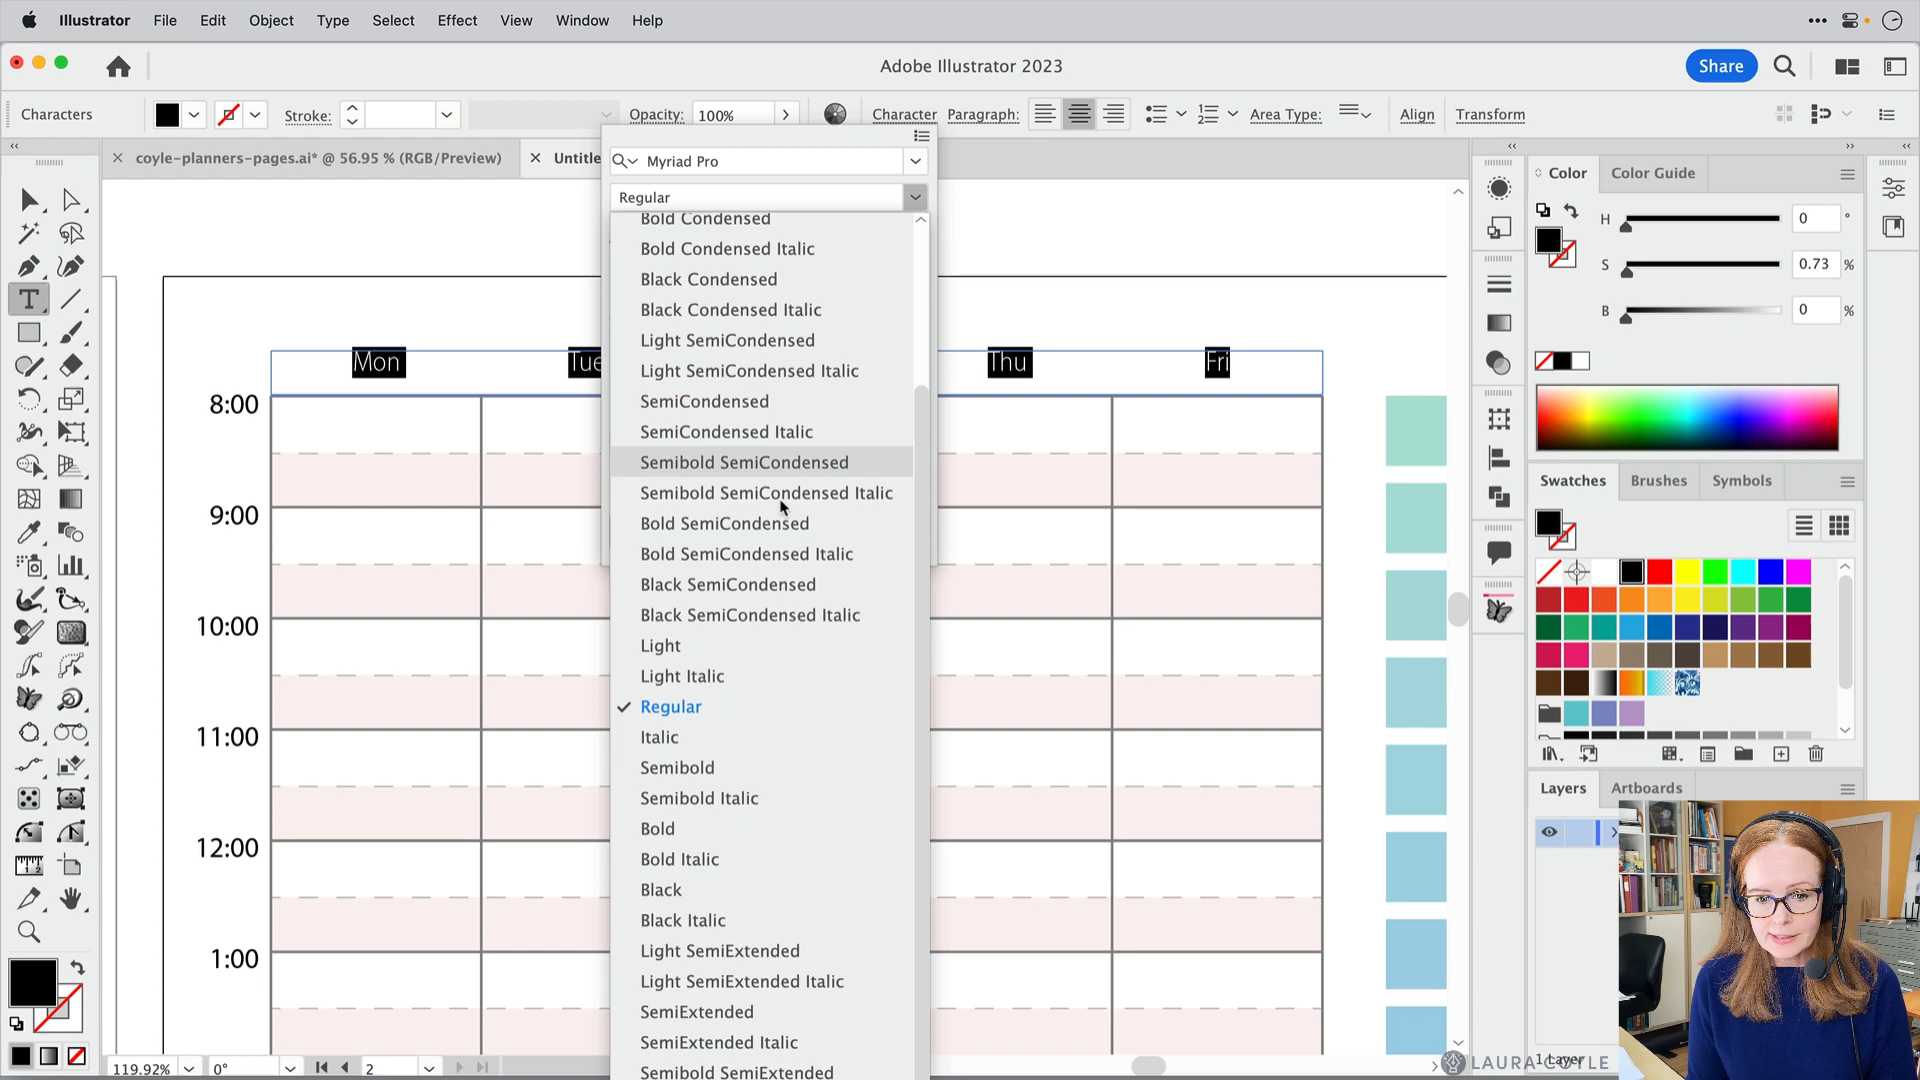 Illustrator File Edit Object Type Select Effect View Window Help
Adobe Illustrator 2023
Share
Characters
Stroke:
Opacity:
100%
Character
Paragraph:
Area Type:
Align
Transform
coyle-planners-pages.ai* @ 56.95 % (RGB/Preview)
Untitle
Myriad Pro
Regular
Bold Condensed
Bold Condensed Italic
Black Condensed
Black Condensed Italic
Light SemiCondensed
Light SemiCondensed Italic
SemiCondensed
SemiCondensed Italic
Semibold SemiCondensed
Semibold SemiCondensed Italic
Bold SemiCondensed
Bold SemiCondensed Italic
Black SemiCondensed
Black SemiCondensed Italic
Light
Light Italic
Regular
Italic
Semibold
Semibold Italic
Bold
Bold Italic
Black
Black Italic
Light SemiExtended
Light SemiExtended Italic
SemiExtended
SemiExtended Italic
Semibold SemiExtended
Mon
Tue
Thu
Fri
8:00
9:00
10:00
11:00
12:00
1:00
119.92%
0°
2
Color
Color Guide
H
0
°
S
0.73
%
B
0
%
Swatches
Brushes
Symbols
Layers
Artboards
1 Layer
LAURA COYLE